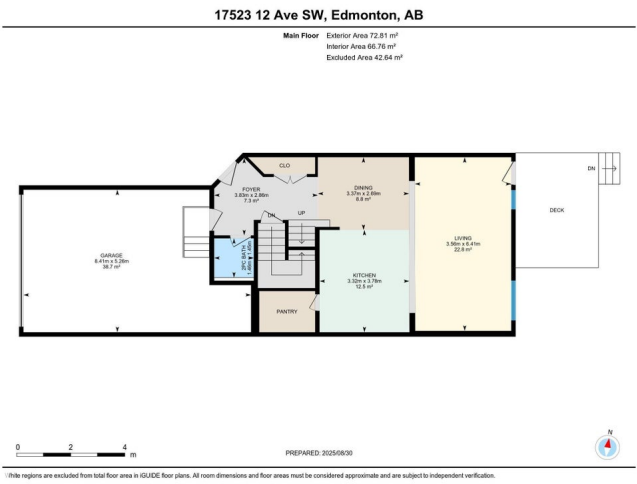 17523 12 Ave SW, Edmonton, AB
Main Floor Exterior Area 72.81 m²
Interior Area 66.76 m²
Excluded Area 42.64 m²
CLO
DN
FOYER
3.83m x 2.86m
7.3 m²
DINING
3.37m x 2.69m
8.8 m²
DN
UP
DECK
LIVING
3.56m x 6.41m
22.8 m²
GARAGE
6.41m x 5.26m
38.7 m²
2PC BATH
1.46m x 1.45m
KITCHEN
3.32m x 3.78m
12.5 m²
PANTRY
N
0 2 4
m
PREPARED: 2025/08/30
White regions are excluded from total floor area in iGUIDE floor plans. All room dimensions and floor areas must be considered approximate and are subject to independent verification.